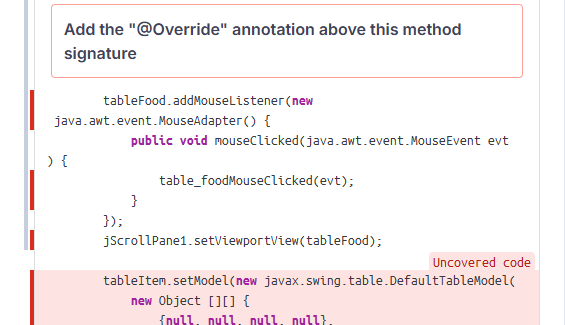 Add the "@Override" annotation above this method
signature
tableFood.addMouseListener(new
java.awt.event.MouseAdapter() {
public void mouseClicked(java.awt.event.MouseEvent evt
) {
table_foodMouseClicked(evt);
}
});
jScrollPane1.setViewportView(tableFood);
Uncovered code
tableItem.setModel(new javax.swing.table.DefaultTableModel(
new Object [][] {
{null, null, null, null},